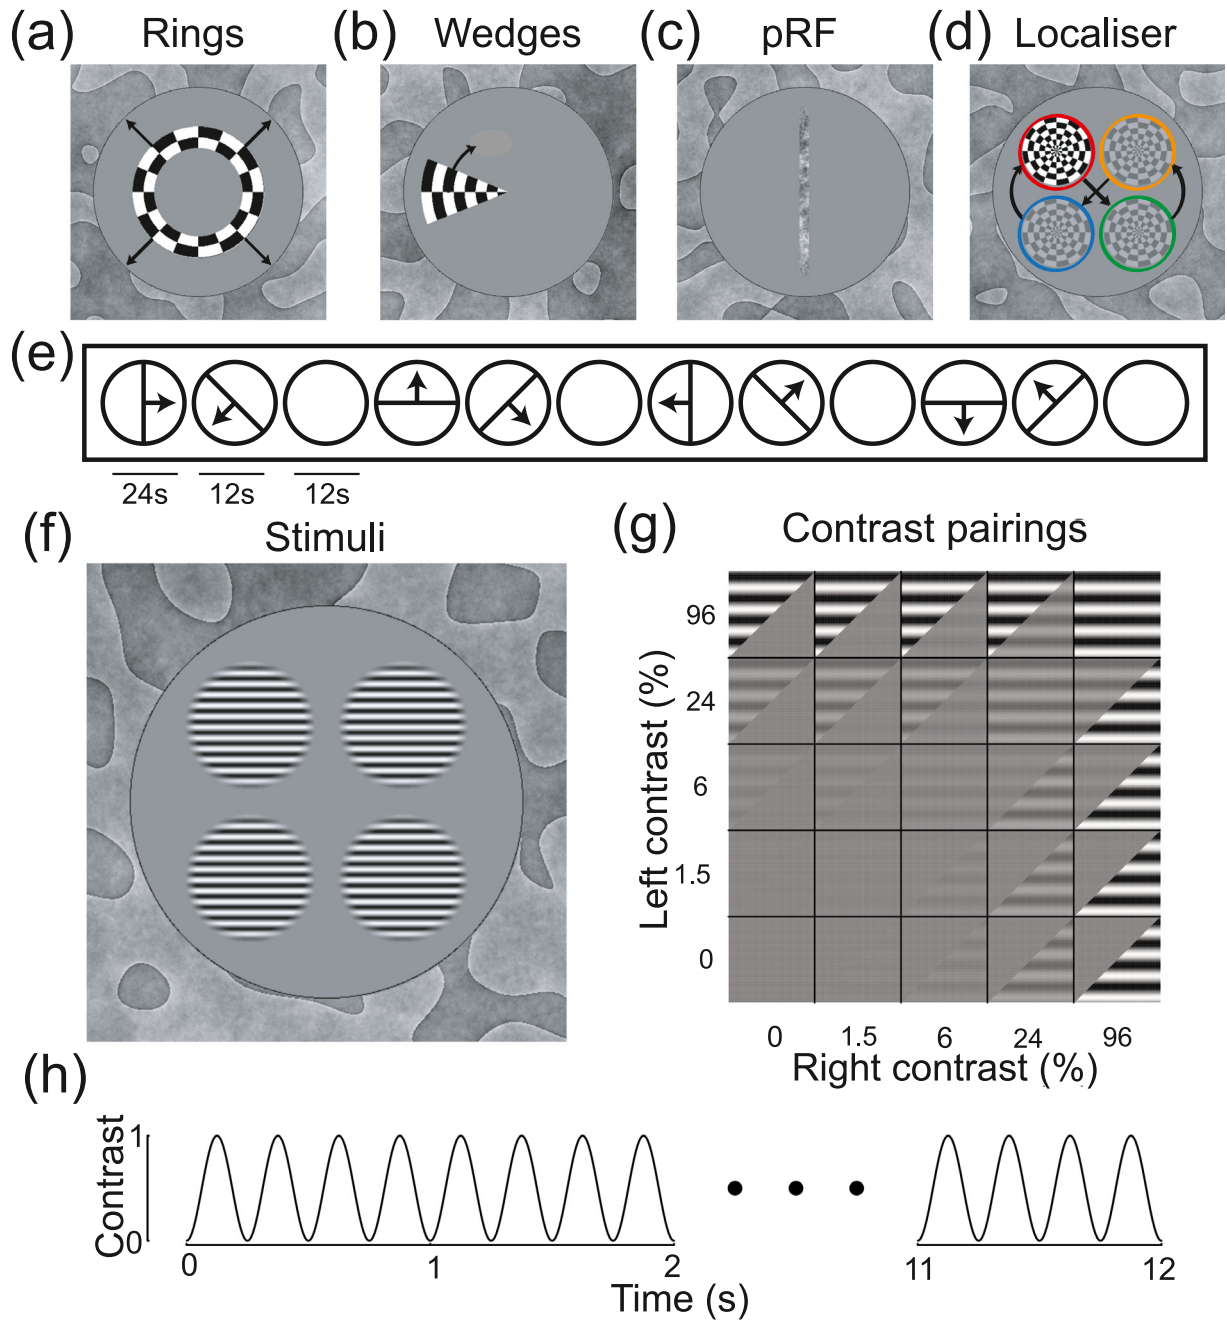 (a) Rings
(b) Wedges
(c) pRF
(d) Localiser
(e)
24s 12s 12s
(f) Stimuli
(g) Contrast pairings
Left contrast (%)
96
24
6
1.5
0
0 1.5 6 24 96
Right contrast (%)
(h)
Contrast
1
0
0 1 2 11 12
Time (s)